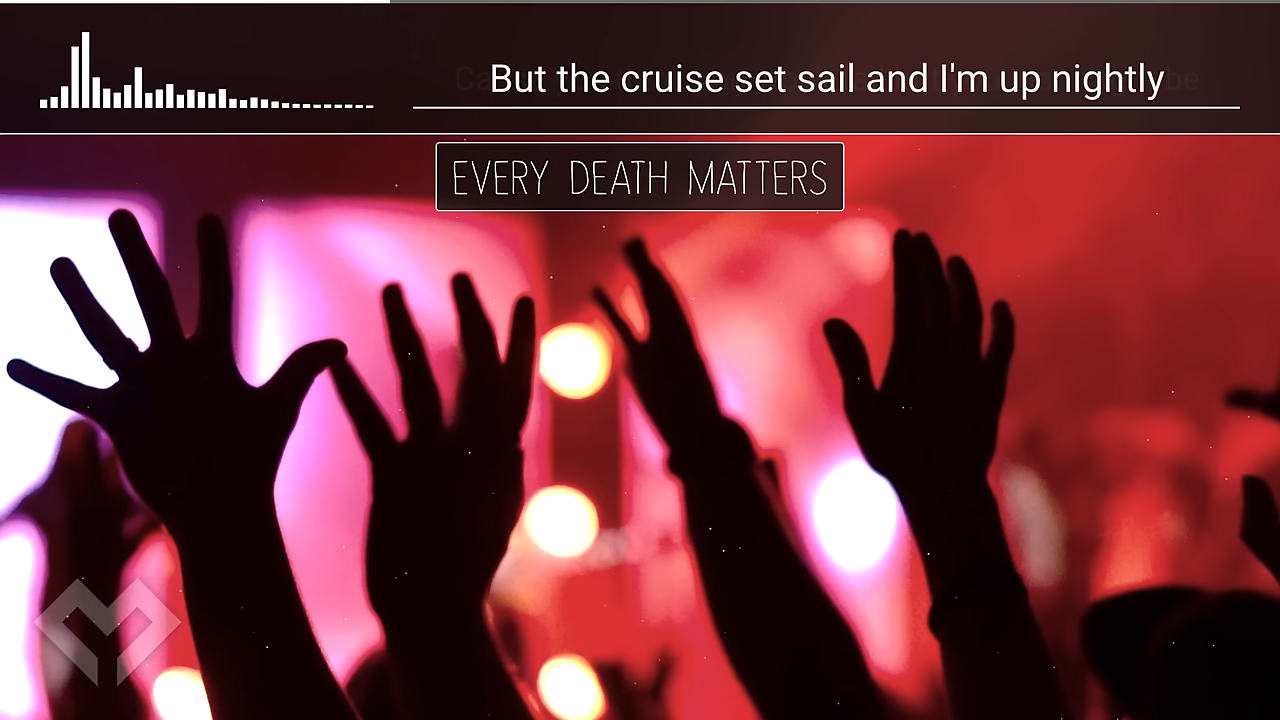 But the cruise set sail and I'm up nightly
EVERY DEATH MATTERS